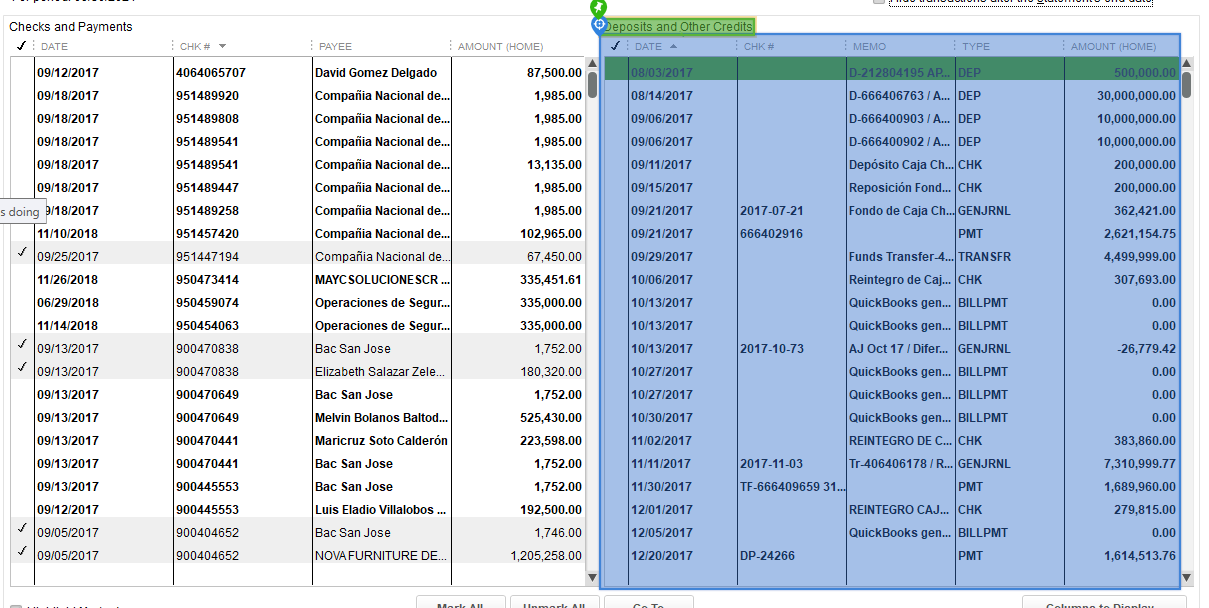 Checks and Payments
DATE CHK # PAYEE AMOUNT (HOME)
09/12/2017 4064065707 David Gomez Delgado 87,500.00
09/18/2017 951489920 Compañia Nacional de... 1,985.00
09/18/2017 951489808 Compañia Nacional de... 1,985.00
09/18/2017 951489541 Compañia Nacional de... 1,985.00
09/18/2017 951489541 Compañia Nacional de... 13,135.00
09/18/2017 951489447 Compañia Nacional de... 1,985.00
s doing
9/18/2017 951489258 Compañia Nacional de... 1,985.00
11/10/2018 951457420 Compañia Nacional de... 102,965.00
✓ 09/25/2017 951447194 Compañia Nacional de... 67,450.00
11/26/2018 950473414 MAYCSOLUCIONESCR ... 335,451.61
06/29/2018 950459074 Operaciones de Segur... 335,000.00
11/14/2018 950454063 Operaciones de Segur... 335,000.00
✓ 09/13/2017 900470838 Bac San Jose 1,752.00
✓ 09/13/2017 900470838 Elizabeth Salazar Zele... 180,320.00
09/13/2017 900470649 Bac San Jose 1,752.00
09/13/2017 900470649 Melvin Bolanos Baltod... 525,430.00
09/13/2017 900470441 Maricruz Soto Calderón 223,598.00
09/13/2017 900470441 Bac San Jose 1,752.00
09/13/2017 900445553 Bac San Jose 1,752.00
09/12/2017 900445553 Luis Eladio Villalobos ... 192,500.00
✓ 09/05/2017 900404652 Bac San Jose 1,746.00
✓ 09/05/2017 900404652 NOVAFURNITURE DE... 1,205,258.00
Deposits and Other Credits
DATE CHK # MEMO TYPE AMOUNT (HOME)
08/03/2017 D-212804195 AP... DEP 500,000.00
08/14/2017 D-666406763 / A... DEP 30,000,000.00
09/06/2017 D-666400903 / A... DEP 10,000,000.00
09/06/2017 D-666400902 / A... DEP 10,000,000.00
09/11/2017 Depósito Caja Ch... CHK 200,000.00
09/15/2017 Reposición Fond... CHK 200,000.00
09/21/2017 2017-07-21 Fondo de Caja Ch... GENJRNL 362,421.00
09/21/2017 666402916 PMT 2,621,154.75
09/29/2017 Funds Transfer-4... TRANSFR 4,499,999.00
10/06/2017 Reintegro de Caj... CHK 307,693.00
10/13/2017 QuickBooks gen... BILLPMT 0.00
10/13/2017 QuickBooks gen... BILLPMT 0.00
10/13/2017 2017-10-73 AJ Oct 17 / Difer... GENJRNL -26,779.42
10/27/2017 QuickBooks gen... BILLPMT 0.00
10/27/2017 QuickBooks gen... BILLPMT 0.00
10/30/2017 QuickBooks gen... BILLPMT 0.00
11/02/2017 REINTEGRO DE C... CHK 383,860.00
11/11/2017 2017-11-03 Tr-406406178 / R... GENJRNL 7,310,999.77
11/30/2017 TF-666409659 31... PMT 1,689,960.00
12/01/2017 REINTEGRO CAJ... CHK 279,815.00
12/05/2017 QuickBooks gen... BILLPMT 0.00
12/20/2017 DP-24266 PMT 1,614,513.76
Mark All Unmark All Go To Columns to Display